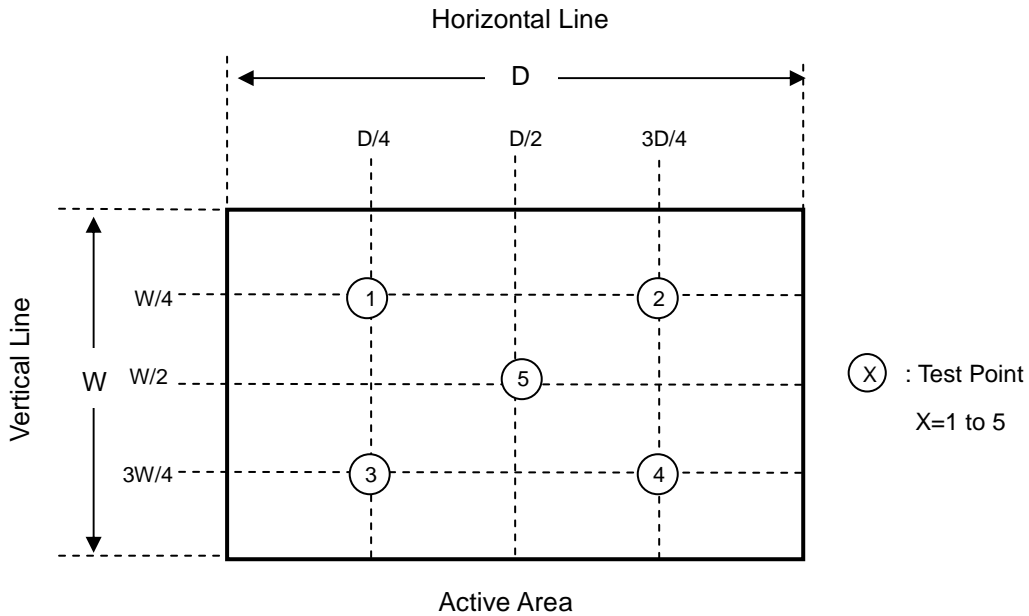 Horizontal Line
D
D/4 D/2 3D/4
W/4 1 2
Vertical Line
W W/2 5
X : Test Point
X=1 to 5
3W/4 3 4
Active Area